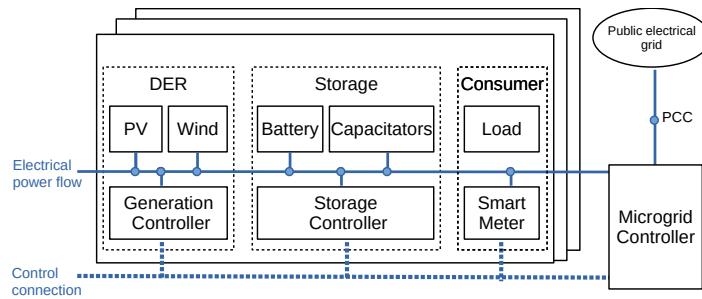 Public electrical
grid
DER
Storage
Consumer
PV
Wind
Battery
Capacitators
Load
PCC
Electrical
power flow
Generation
Controller
Storage
Controller
Smart
Meter
Microgrid
Controller
Control
connection